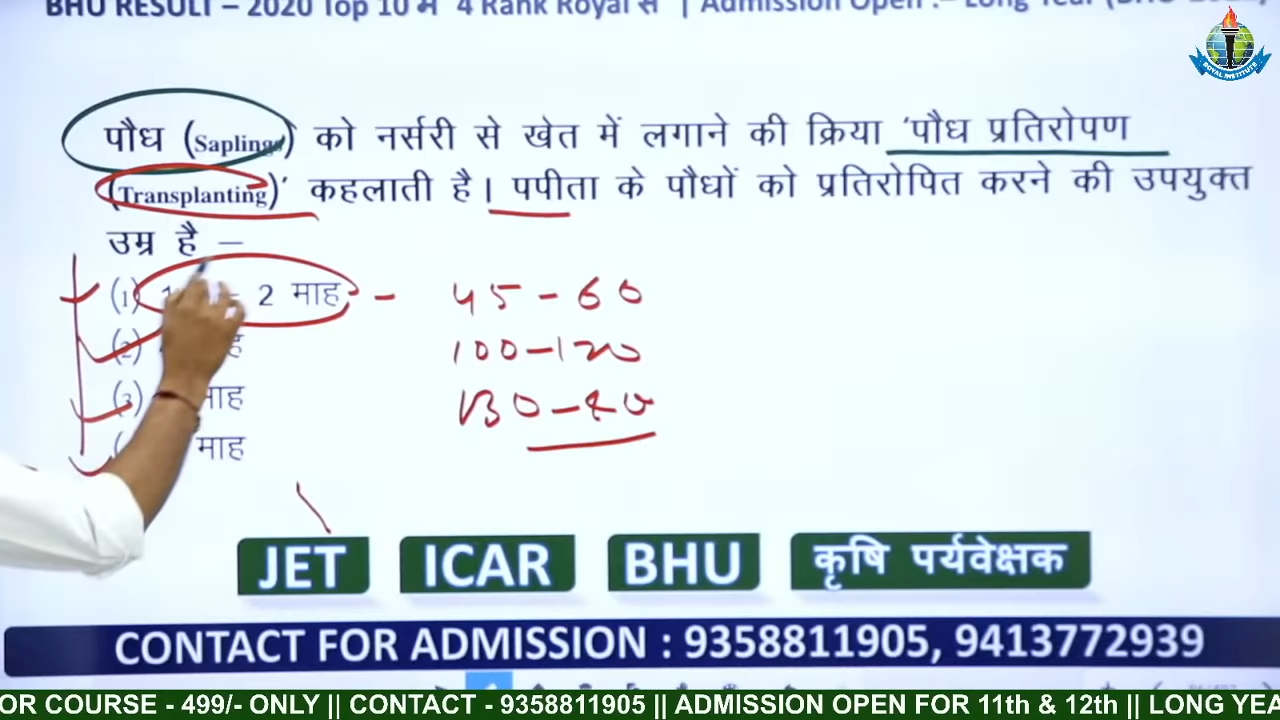 BHU RESULT – 2020 Top 10 में 4 Rank Royal से | Admission Open :- Long Year (BHU
ROYAL INSTITUTE
पौध (Sapling) को नर्सरी से खेत में लगाने की क्रिया 'पौध प्रतिरोपण
(Transplanting)' कहलाती है। पपीता के पौधों को प्रतिरोपित करने की उपयुक्त
उम्र है –
(1) – 2 माह – 45 – 60
(2) 100 – 120
(3) माह
माह
JET ICAR BHU कृषि पर्यवेक्षक
CONTACT FOR ADMISSION : 9358811905, 9413772939
OR COURSE - 499/- ONLY || CONTACT - 9358811905 || ADMISSION OPEN FOR 11th & 12th || LONG YEA